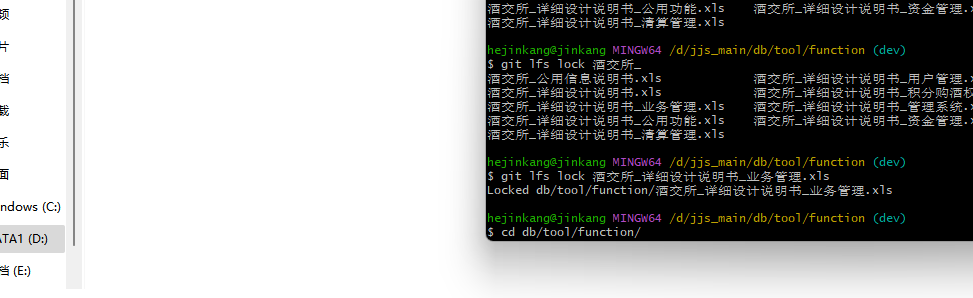 频
片
档
载
乐
面
ndows (C:)
ATA1 (D:)
档 (E:)
酒交所_详细设计说明书_公用功能.xls    酒交所_详细设计说明书_资金管理.x
酒交所_详细设计说明书_清算管理.xls
hejinkang@jinkang MINGW64 /d/jjs_main/db/tool/function (dev)
$ git lfs lock 酒交所_
酒交所_公用信息说明书.xls    酒交所_详细设计说明书_用户管理.
酒交所_详细设计说明书.xls    酒交所_详细设计说明书_积分购酒权
酒交所_详细设计说明书_业务管理.xls    酒交所_详细设计说明书_管理系统.x
酒交所_详细设计说明书_公用功能.xls    酒交所_详细设计说明书_资金管理.x
酒交所_详细设计说明书_清算管理.xls
hejinkang@jinkang MINGW64 /d/jjs_main/db/tool/function (dev)
$ git lfs lock 酒交所_详细设计说明书_业务管理.xls
Locked db/tool/function/酒交所_详细设计说明书_业务管理.xls
hejinkang@jinkang MINGW64 /d/jjs_main/db/tool/function (dev)
$ cd db/tool/function/